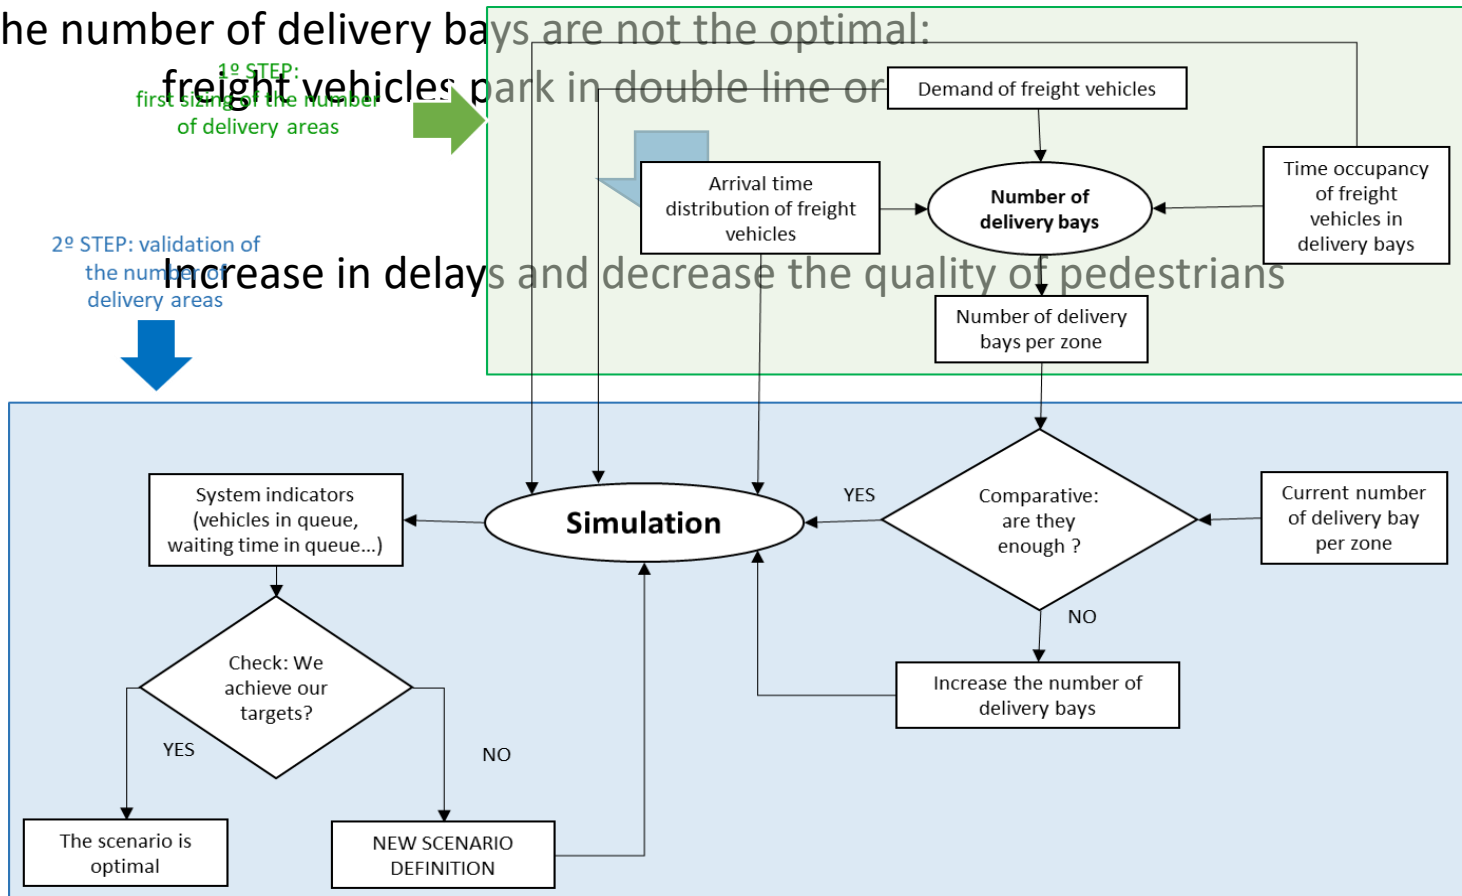 he number of delivery bays are not the optimal:
freight vehicles park in double line or
Increase in delays and decrease the quality of pedestrians
1º STEP:
first sizing of the number
of delivery areas
2º STEP: validation of
the number of
delivery areas
Demand of freight vehicles
Arrival time
distribution of freight
vehicles
Number of
delivery bays
Time occupancy
of freight
vehicles in
delivery bays
Number of delivery
bays per zone
System indicators
(vehicles in queue,
waiting time in queue...)
Simulation
YES
Comparative:
are they
enough ?
Current number
of delivery bay
per zone
NO
Increase the number of
delivery bays
Check: We
achieve our
targets?
YES
NO
The scenario is
optimal
NEW SCENARIO
DEFINITION